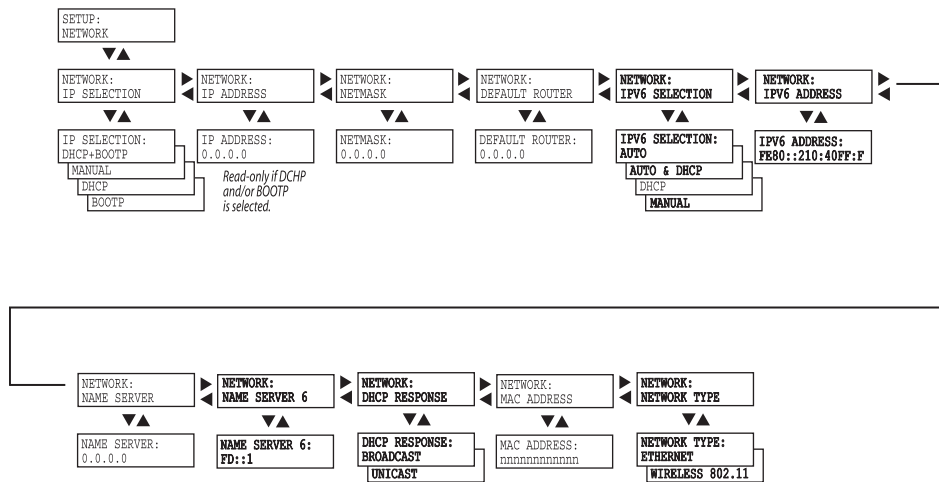 SETUP:
NETWORK
NETWORK:
IP SELECTION
NETWORK:
IP ADDRESS
NETWORK:
NETMASK
NETWORK:
DEFAULT ROUTER
NETWORK:
IPV6 SELECTION
NETWORK:
IPV6 ADDRESS
IP SELECTION:
DHCP+BOOTP
MANUAL
DHCP
BOOTP
IP ADDRESS:
0.0.0.0
Read-only if DCHP
and/or BOOTP
is selected.
NETMASK:
0.0.0.0
DEFAULT ROUTER:
0.0.0.0
IPV6 SELECTION:
AUTO
AUTO & DHCP
DHCP
MANUAL
IPV6 ADDRESS:
FE80::210:40FF:F
NETWORK:
NAME SERVER
NETWORK:
NAME SERVER 6
NETWORK:
DHCP RESPONSE
NETWORK:
MAC ADDRESS
NETWORK:
NETWORK TYPE
NAME SERVER:
0.0.0.0
NAME SERVER 6:
FD::1
DHCP RESPONSE:
BROADCAST
UNICAST
MAC ADDRESS:
nnnnnnnnnnnn
NETWORK TYPE:
ETHERNET
WIRELESS 802.11